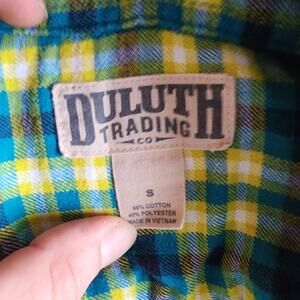 DULUTH
TRADING
CO
S
60% COTTON
40% POLYESTER
MADE IN VIETNAM